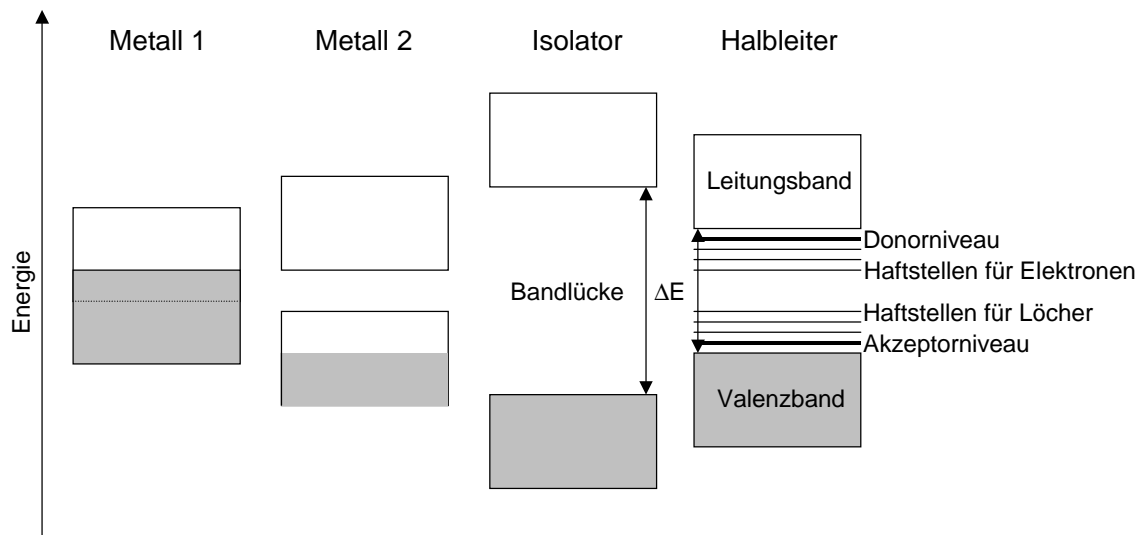 Metall 1
Metall 2
Isolator
Halbleiter
Energie
Leitungsband
Donorniveau
Haftstellen für Elektronen
Bandlücke
ΔE
Haftstellen für Löcher
Akzeptorniveau
Valenzband